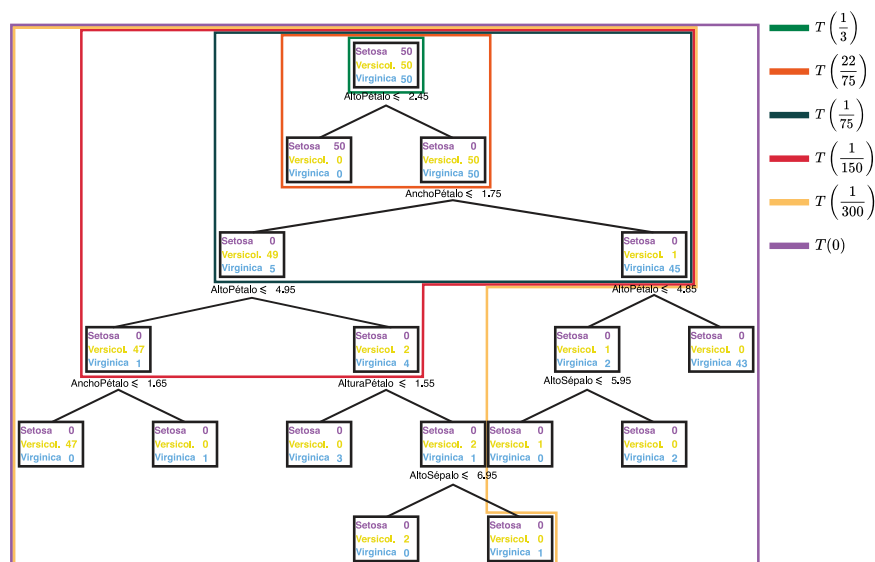 Setosa 50
Versicol. 50
Virginica 50
AltoPétalo ⩽ 2.45
Setosa 50
Versicol. 0
Virginica 0
Setosa 0
Versicol. 50
Virginica 50
AnchoPétalo ⩽ 1.75
Setosa 0
Versicol. 49
Virginica 5
Setosa 0
Versicol. 1
Virginica 45
AltoPétalo ⩽ 4.95
AltoPétalo ⩽ 4.85
Setosa 0
Versicol. 47
Virginica 1
Setosa 0
Versicol. 2
Virginica 4
Setosa 0
Versicol. 1
Virginica 2
Setosa 0
Versicol. 0
Virginica 43
AnchoPétalo ⩽ 1.65
AlturaPétalo ⩽ 1.55
AltoSépalo ⩽ 5.95
Setosa 0
Versicol. 47
Virginica 0
Setosa 0
Versicol. 0
Virginica 1
Setosa 0
Versicol. 0
Virginica 3
Setosa 0
Versicol. 2
Virginica 1
Setosa 0
Versicol. 1
Virginica 0
Setosa 0
Versicol. 0
Virginica 2
AltoSépalo ⩽ 6.95
Setosa 0
Versicol. 2
Virginica 0
Setosa 0
Versicol. 0
Virginica 1
T(1/3)
T(22/75)
T(1/75)
T(1/150)
T(1/300)
T(0)